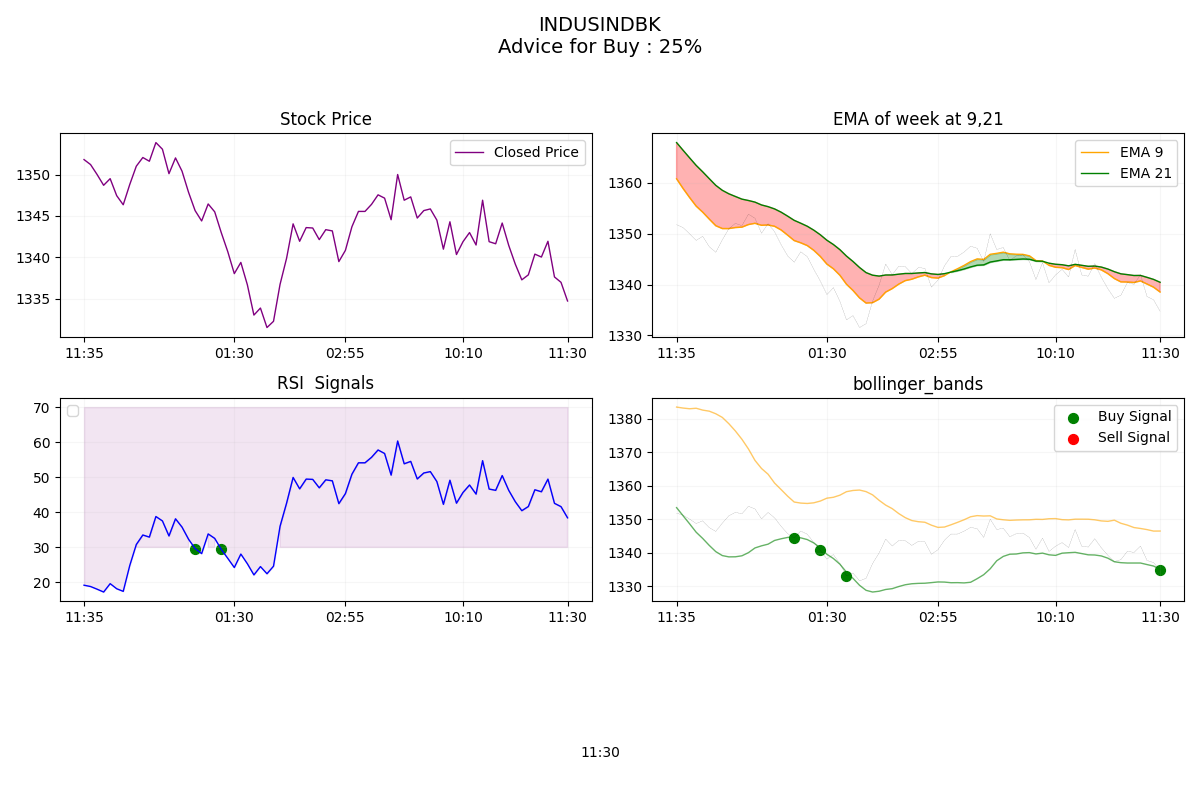 INDUSINDBK
Advice for Buy : 25%
Stock Price
Closed Price
1350
1345
1340
1335
11:35 01:30 02:55 10:10 11:30
EMA of week at 9,21
EMA 9
EMA 21
1360
1350
1340
1330
11:35 01:30 02:55 10:10 11:30
RSI  Signals
70
60
50
40
30
20
11:35 01:30 02:55 10:10 11:30
bollinger_bands
Buy Signal
Sell Signal
1380
1370
1360
1350
1340
1330
11:35 01:30 02:55 10:10 11:30
11:30